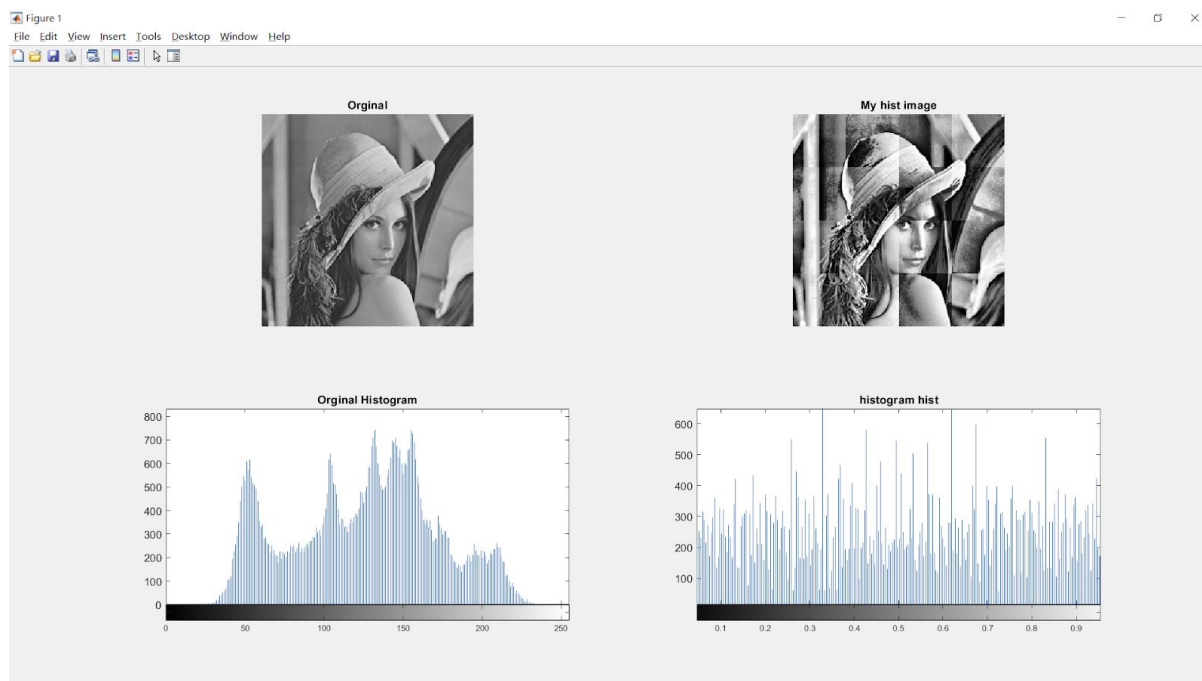 Figure 1
File Edit View Insert Tools Desktop Window Help
Orginal
My hist image
Orginal Histogram
800
700
600
500
400
300
200
100
0
0 50 100 150 200 250
histogram hist
600
500
400
300
200
100
0.1 0.2 0.3 0.4 0.5 0.6 0.7 0.8 0.9